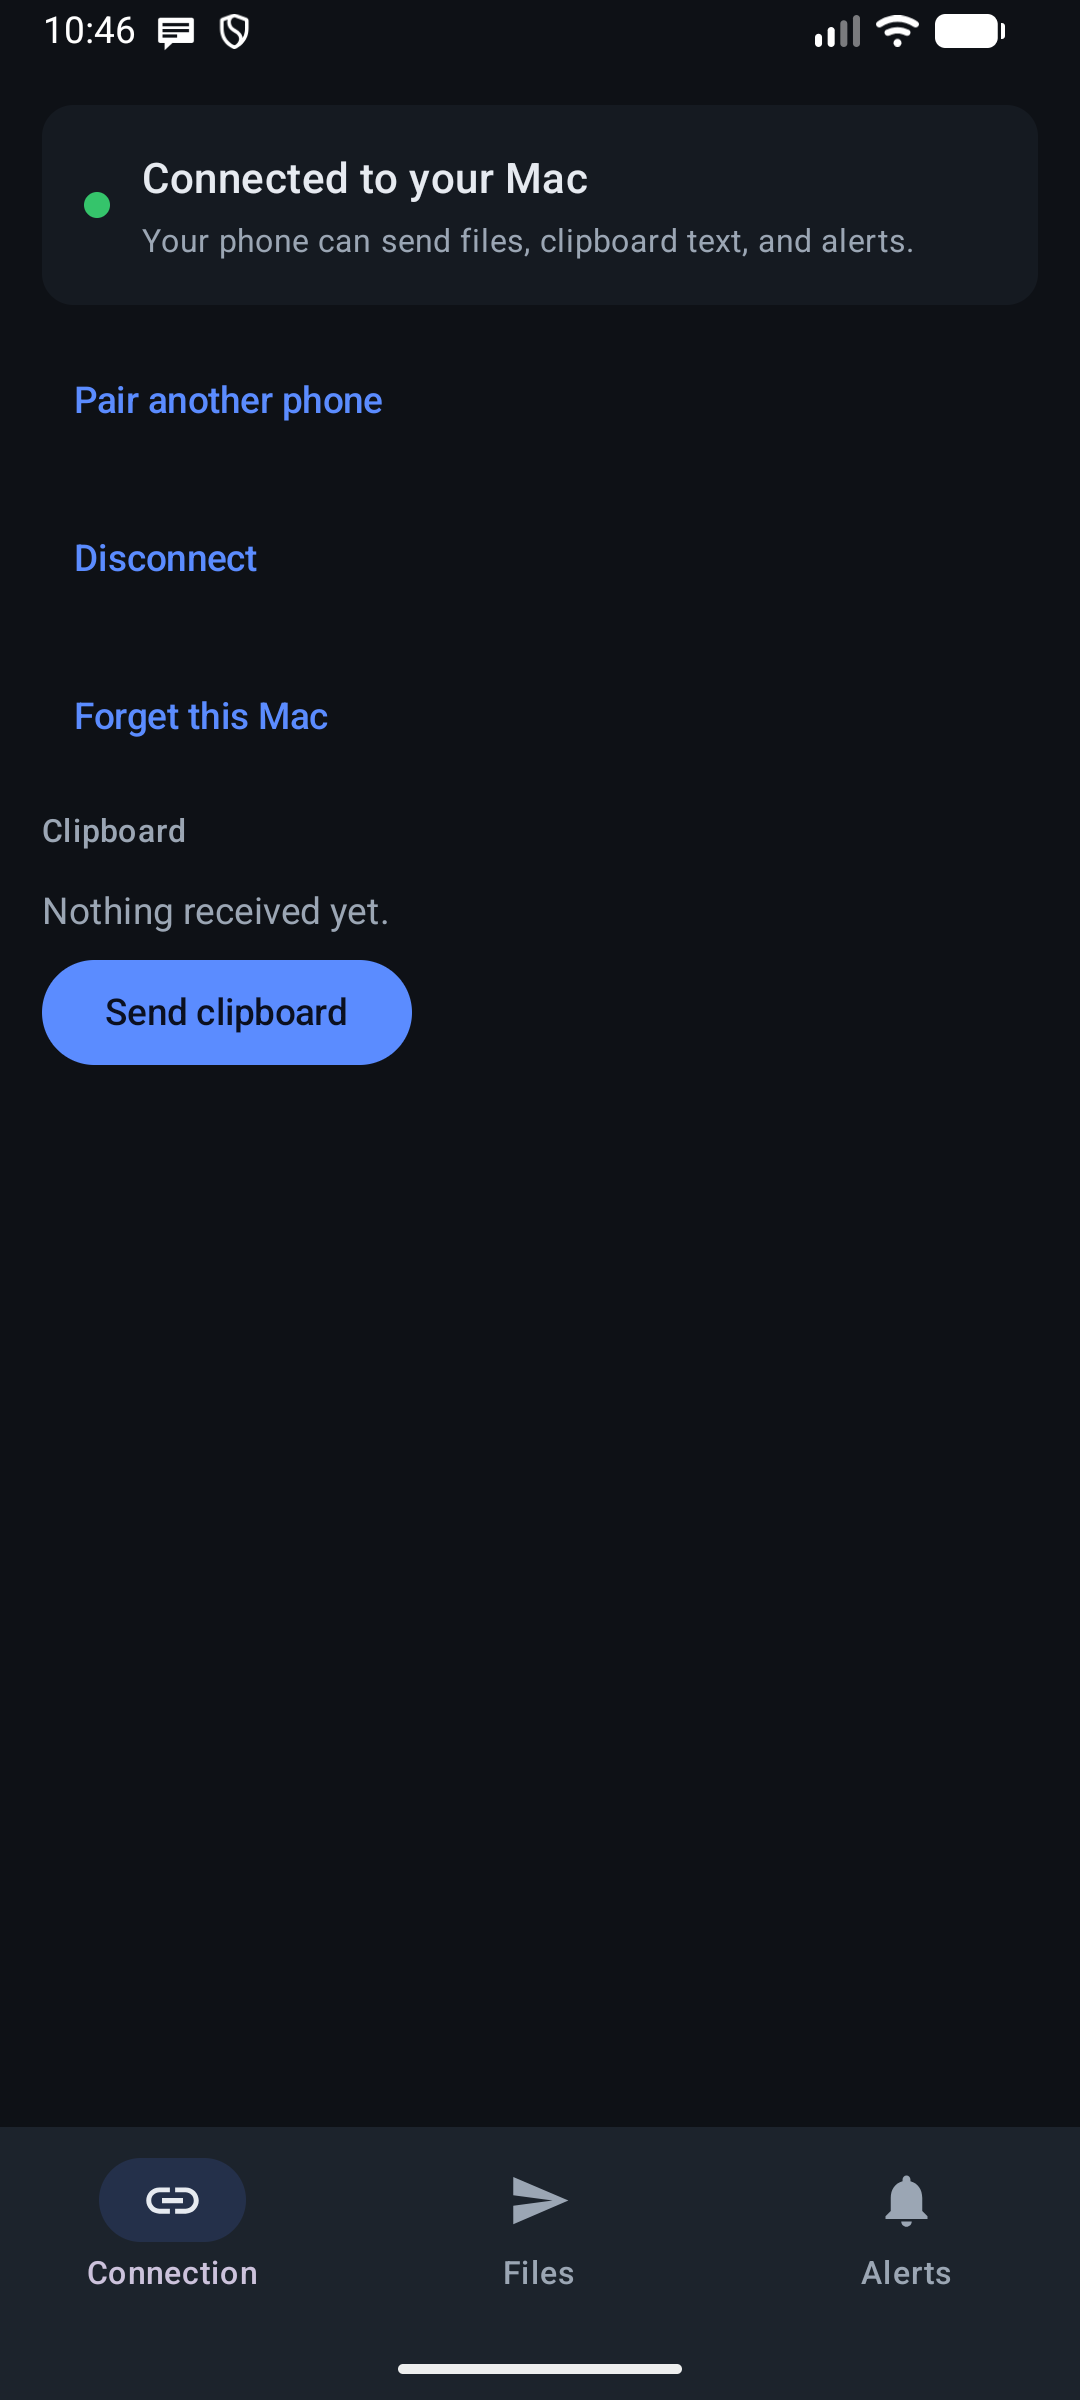 10:46
Connected to your Mac
Your phone can send files, clipboard text, and alerts.
Pair another phone
Disconnect
Forget this Mac
Clipboard
Nothing received yet.
Send clipboard
Connection
Files
Alerts